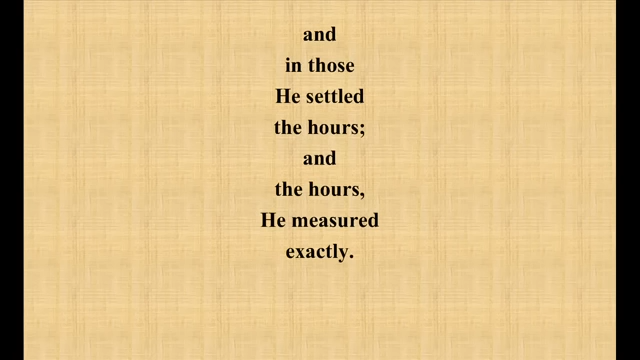 and
in those
He settled
the hours;
and
the hours,
He measured
exactly.